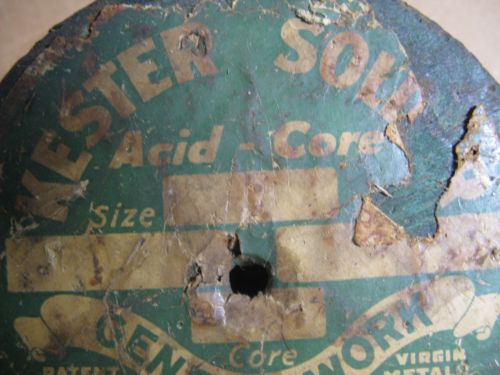 KESTER SOL
Acid - Core
Size
GEN WORK
Core
PATENT VIRGIN
METALS